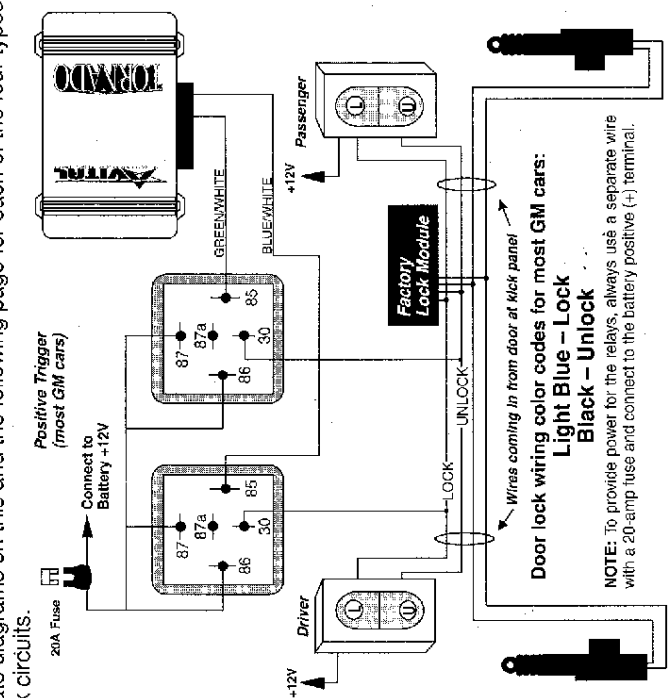 te diagrams on this and the following page for each of the four types
k circuits.
20A Fuse
Positive Trigger
(most GM cars)
Connect to
Battery +12V
AVITAL
TORNADO
87
87a
86
30
85
87
87a
86
30
85
GREEN/WHITE
BLUE/WHITE
+12V
Driver
L
U
+12V
Passenger
L
U
LOCK
UNLOCK
Factory
Lock Module
Wires coming in from door at kick panel
Door lock wiring color codes for most GM cars:
Light Blue – Lock
Black – Unlock
NOTE: To provide power for the relays, always use a separate wire
with a 20-amp fuse and connect to the battery positive (+) terminal.